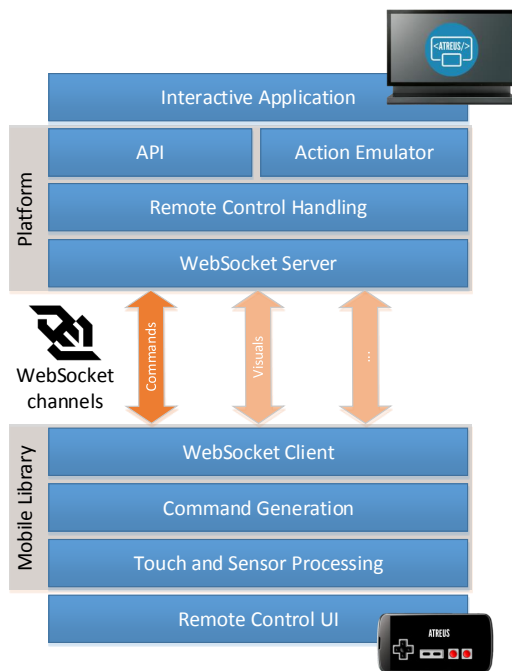 <ATREUS/>
Interactive Application
Platform
API
Action Emulator
Remote Control Handling
WebSocket Server
WebSocket
channels
Commands
Visuals
...
Mobile Library
WebSocket Client
Command Generation
Touch and Sensor Processing
Remote Control UI
ATREUS